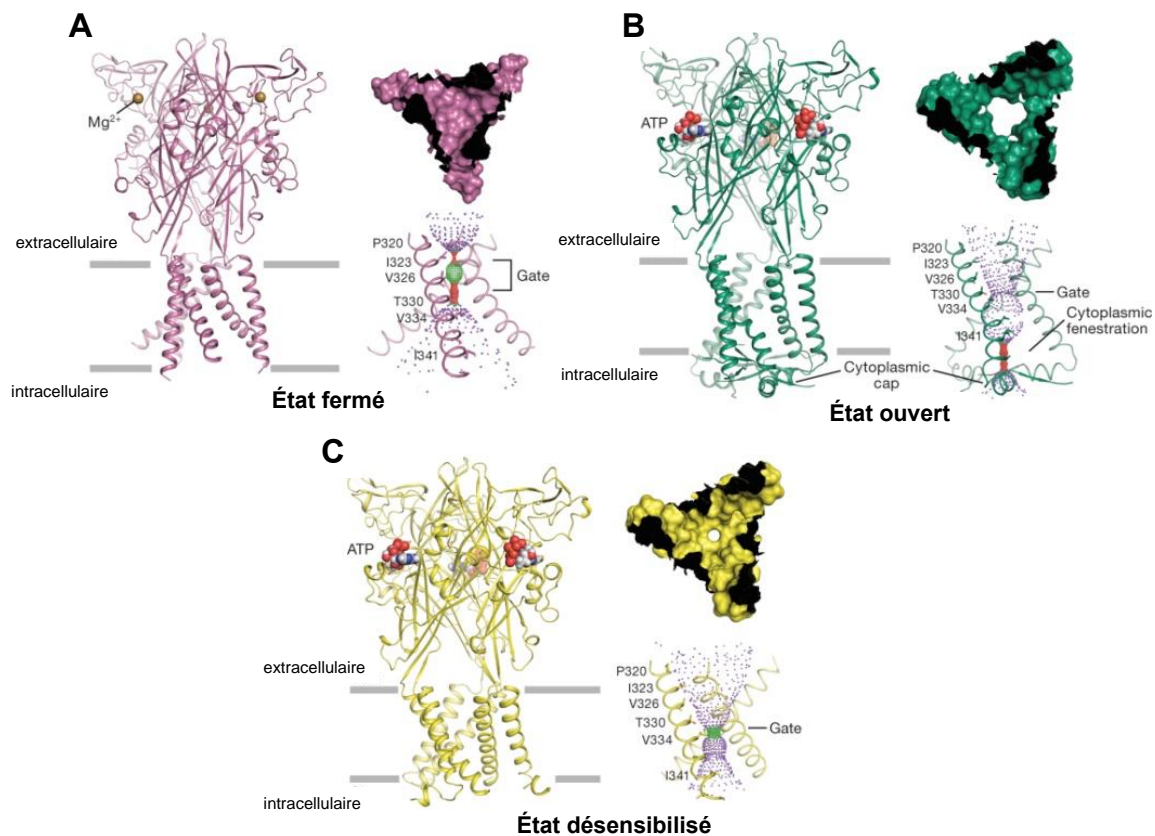 A
Mg2+
extracellulaire
intracellulaire
P320
I323
V326
T330
V334
I341
Gate
État fermé
B
ATP
extracellulaire
intracellulaire
P320
I323
V326
T330
V334
I341
Gate
Cytoplasmic
fenestration
Cytoplasmic
cap
État ouvert
C
ATP
extracellulaire
intracellulaire
P320
I323
V326
T330
V334
I341
Gate
État désensibilisé